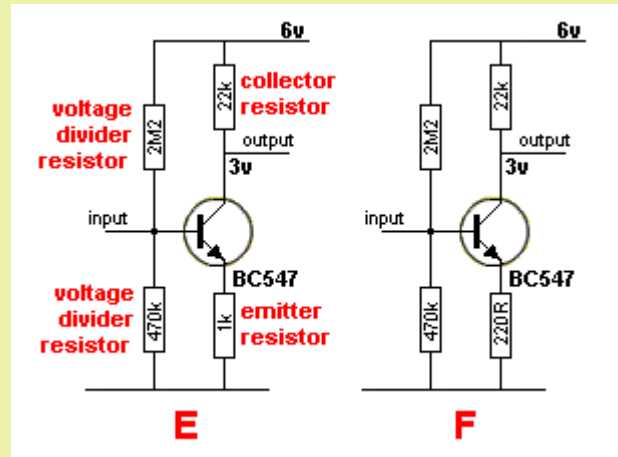 6v
collector
resistor
22k
voltage
divider
resistor
2M2
output
3v
input
BC547
voltage
divider
resistor
470k
1k
emitter
resistor
E
6v
22k
2M2
output
3v
input
BC547
470k
220R
F